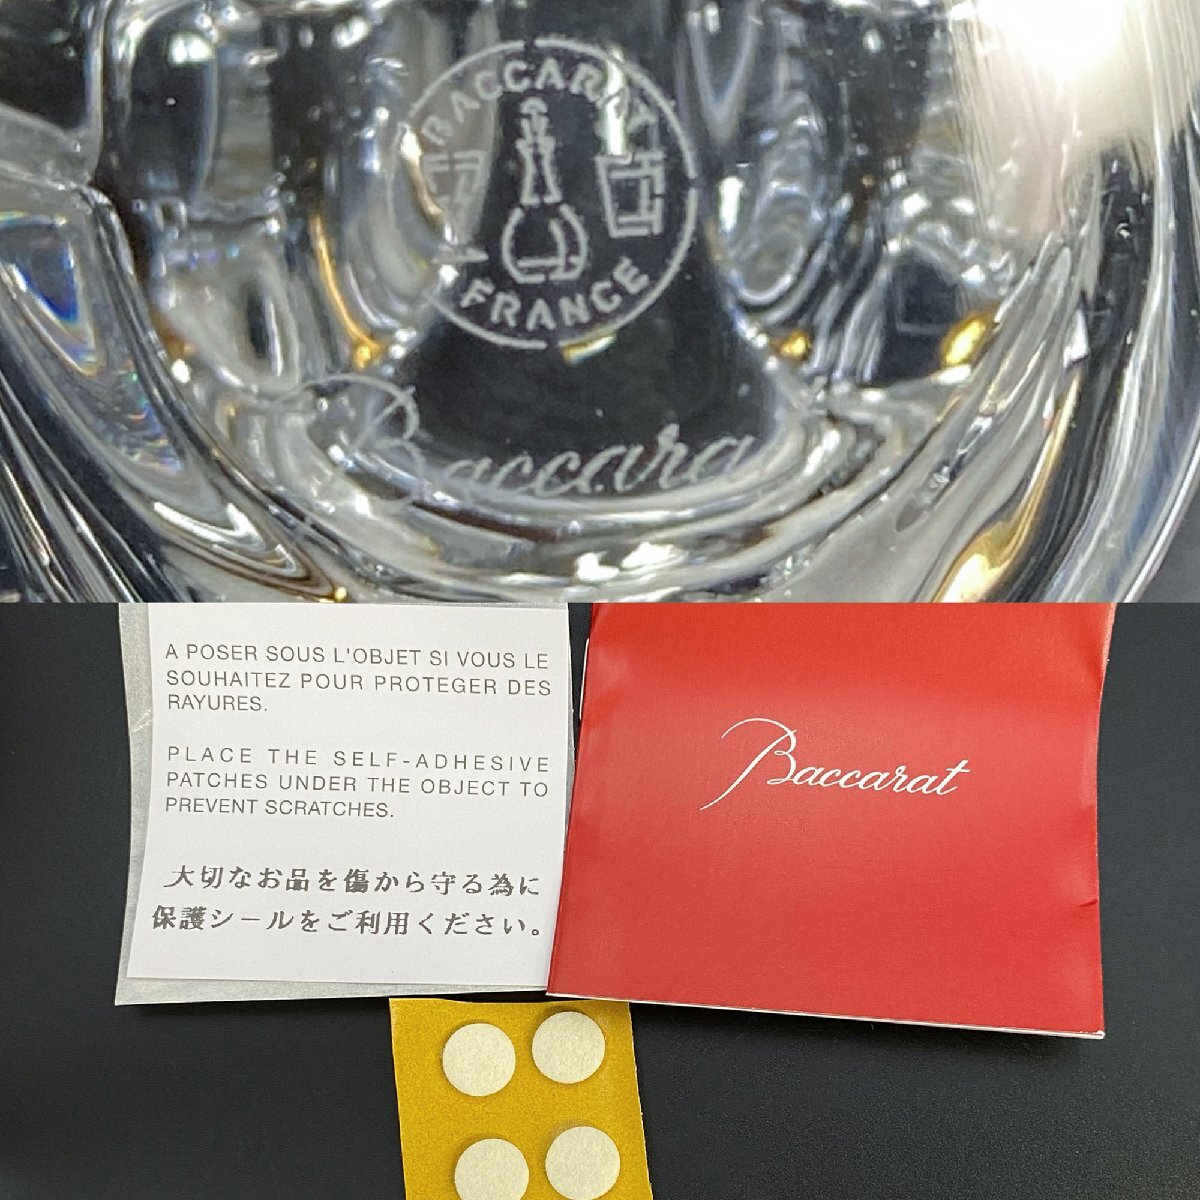 BACCARAT
FRANCE
Baccara
A POSER SOUS L'OBJET SI VOUS LE
SOUHAITEZ POUR PROTEGER DES
RAYURES.
PLACE THE SELF-ADHESIVE
PATCHES UNDER THE OBJECT TO
PREVENT SCRATCHES.
大切なお品を傷から守る為に
保護シールをご利用ください。
Baccarat